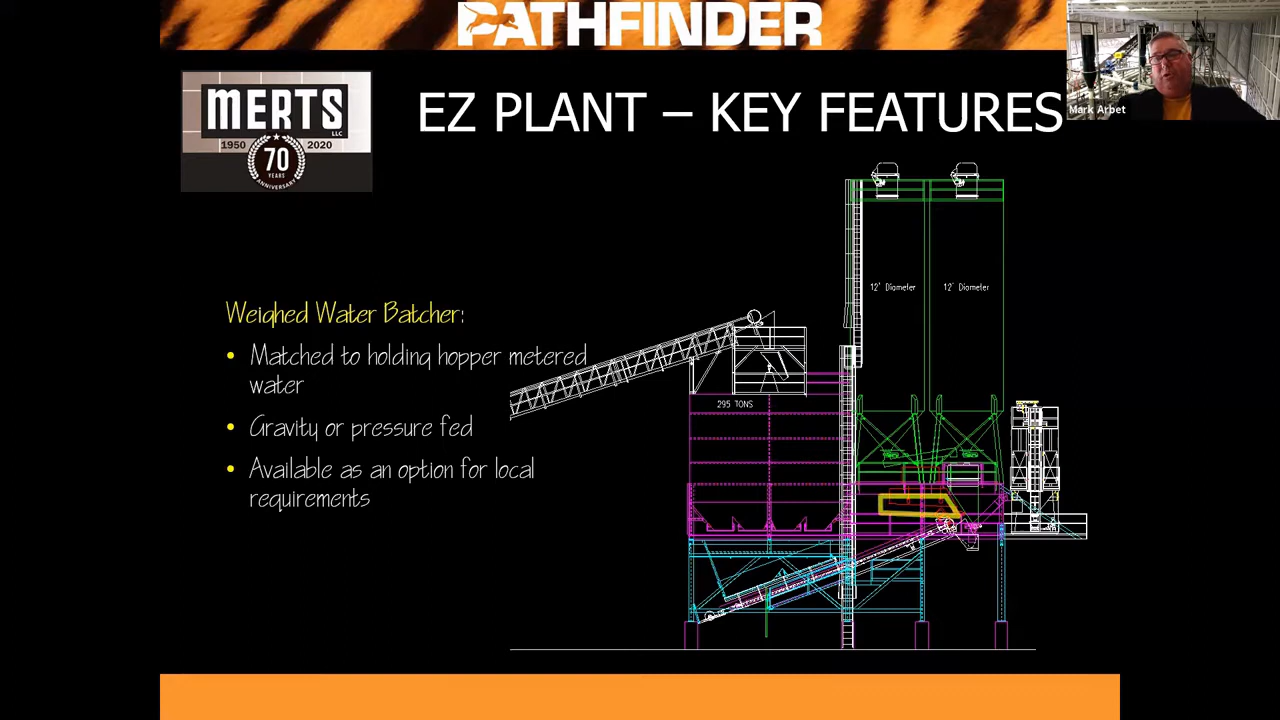 PATHFINDER
Mark Arbet
MERTS
LLC
1950 2020
70
YEARS
ANNIVERSARY
EZ PLANT – KEY FEATURES
12' Diameter 12' Diameter
Weighed Water Batcher:
• Matched to holding hopper metered
water
295 TONS
• Gravity or pressure fed
• Available as an option for local
requirements